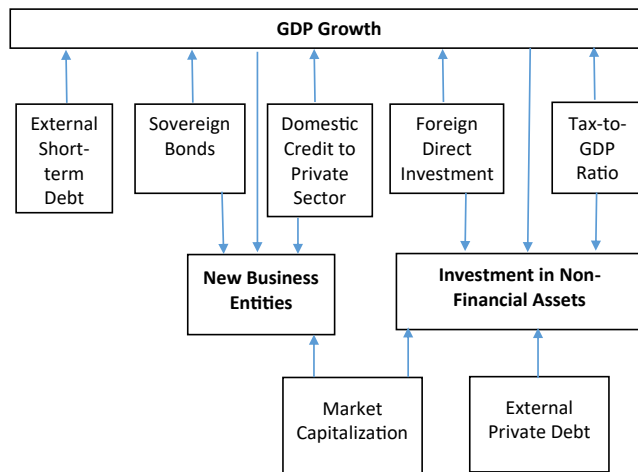 GDP Growth
External
Short-
term
Debt
Sovereign
Bonds
Domestic
Credit to
Private
Sector
Foreign
Direct
Investment
Tax-to-
GDP
Ratio
New Business
Entities
Investment in Non-
Financial Assets
Market
Capitalization
External
Private Debt